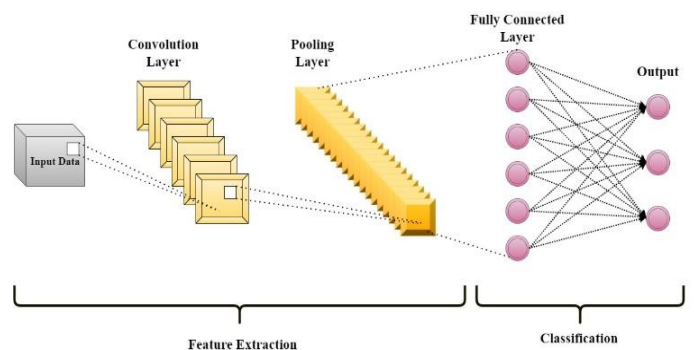 Convolution
Layer
Pooling
Layer
Fully Connected
Layer
Output
Input Data
Feature Extraction
Classification